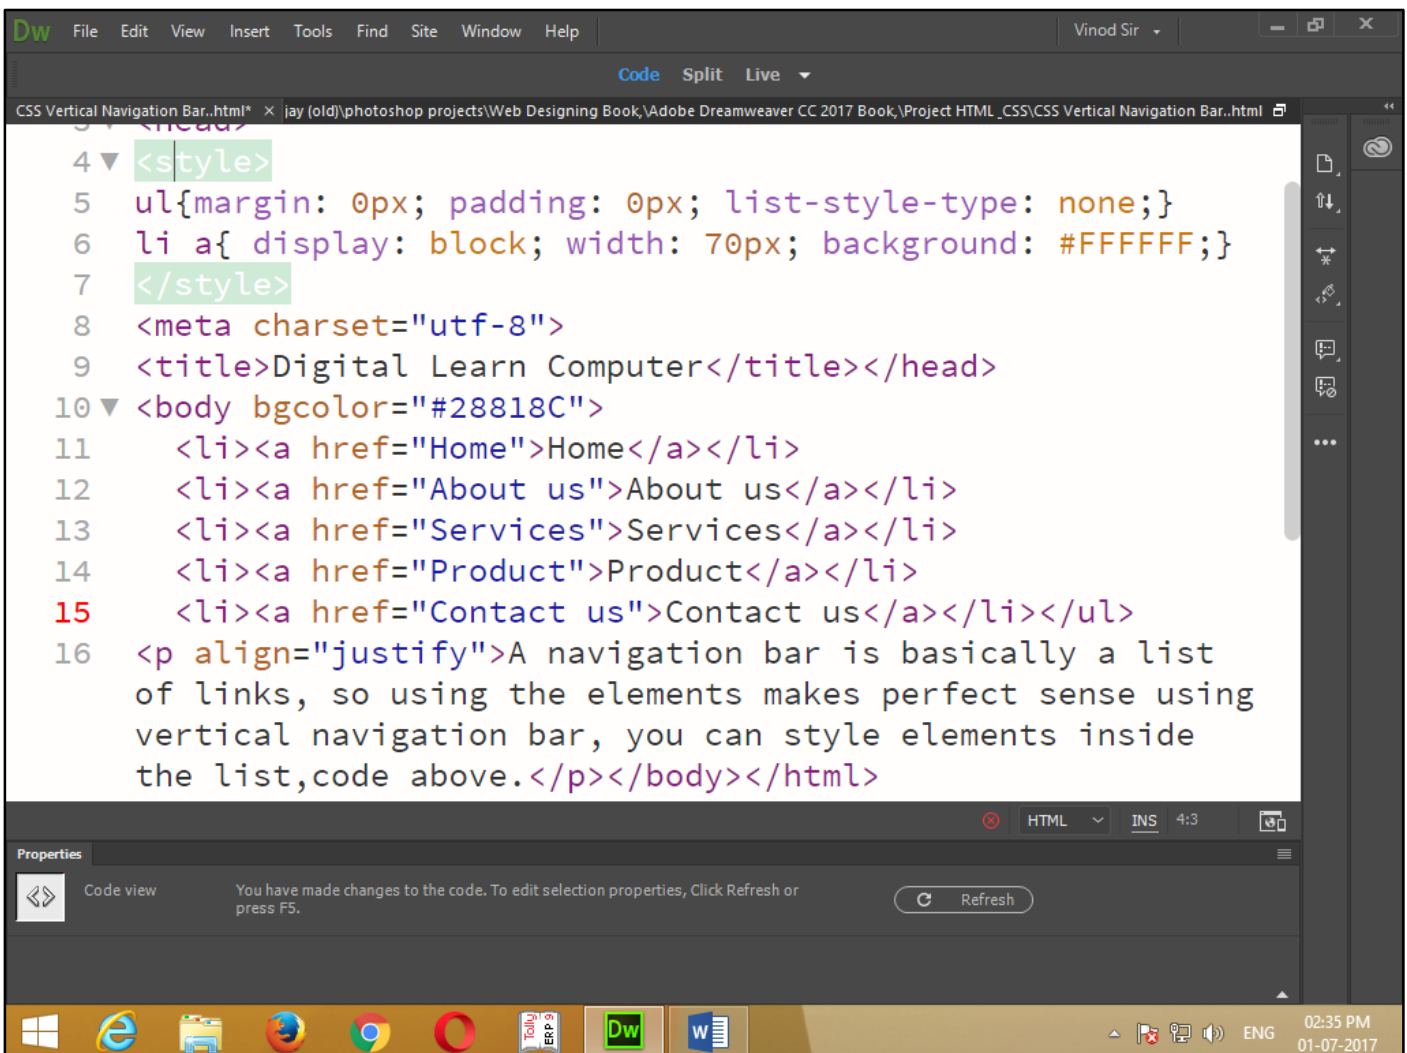 Dw File Edit View Insert Tools Find Site Window Help Vinod Sir
Code Split Live
CSS Vertical Navigation Bar..html* × jay (old)\photoshop projects\Web Designing Book,\Adobe Dreamweaver CC 2017 Book,\Project HTML_CSS\CSS Vertical Navigation Bar..html
3 <head>
4 <style>
5 ul{margin: 0px; padding: 0px; list-style-type: none;}
6 li a{ display: block; width: 70px; background: #FFFFFF;}
7 </style>
8 <meta charset="utf-8">
9 <title>Digital Learn Computer</title></head>
10 <body bgcolor="#28818C">
11 <li><a href="Home">Home</a></li>
12 <li><a href="About us">About us</a></li>
13 <li><a href="Services">Services</a></li>
14 <li><a href="Product">Product</a></li>
15 <li><a href="Contact us">Contact us</a></li></ul>
16 <p align="justify">A navigation bar is basically a list
of links, so using the elements makes perfect sense using
vertical navigation bar, you can style elements inside
the list,code above.</p></body></html>
HTML INS 4:3
Properties
Code view You have made changes to the code. To edit selection properties, Click Refresh or
press F5.
Refresh
Tally
ERP 9
Dw
W
ENG
02:35 PM
01-07-2017